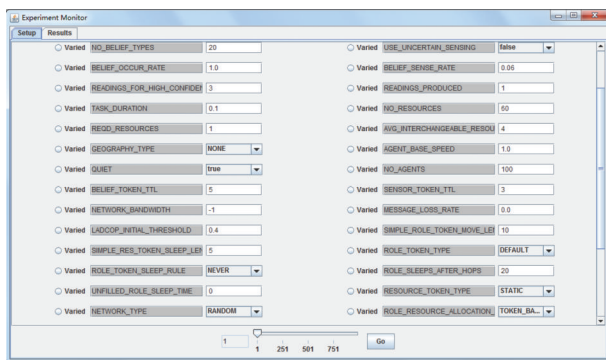 Experiment Monitor
Setup Results
Varied NO_BELIEF_TYPES 20 Varied USE_UNCERTAIN_SENSING false
Varied BELIEF_OCCUR_RATE 1.0 Varied BELIEF_SENSE_RATE 0.06
Varied READINGS_FOR_HIGH_CONFIDEN 3 Varied READINGS_PRODUCED 1
Varied TASK_DURATION 0.1 Varied NO_RESOURCES 60
Varied REQD_RESOURCES 1 Varied AVG_INTERCHANGEABLE_RESOU 4
Varied GEOGRAPHY_TYPE NONE Varied AGENT_BASE_SPEED 1.0
Varied QUIET true Varied NO_AGENTS 100
Varied BELIEF_TOKEN_TTL 5 Varied SENSOR_TOKEN_TTL 3
Varied NETWORK_BANDWIDTH -1 Varied MESSAGE_LOSS_RATE 0.0
Varied LADCOP_INITIAL_THRESHOLD 0.4 Varied SIMPLE_ROLE_TOKEN_MOVE_LEN 10
Varied SIMPLE_RES_TOKEN_SLEEP_LEN 5 Varied ROLE_TOKEN_TYPE DEFAULT
Varied ROLE_TOKEN_SLEEP_RULE NEVER Varied ROLE_SLEEPS_AFTER_HOPS 20
Varied UNFILLED_ROLE_SLEEP_TIME 0 Varied RESOURCE_TOKEN_TYPE STATIC
Varied NETWORK_TYPE RANDOM Varied ROLE_RESOURCE_ALLOCATION_ TOKEN_BA...
1 Go
1 251 501 751